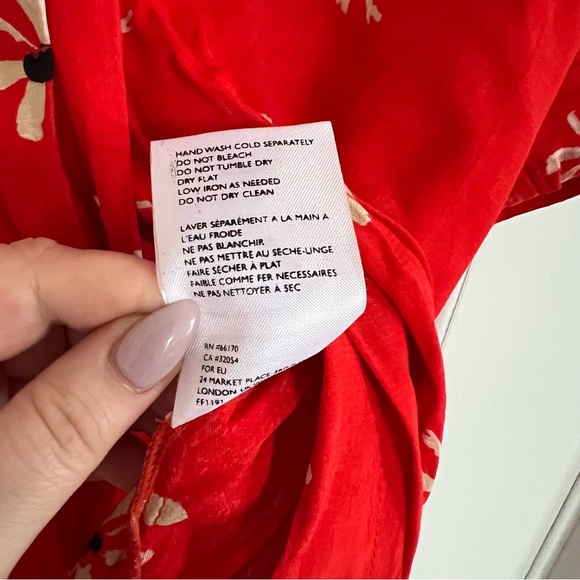 HAND WASH COLD SEPARATELY
DO NOT BLEACH
DO NOT TUMBLE DRY
DRY FLAT
LOW IRON AS NEEDED
DO NOT DRY CLEAN
LAVER SÉPARÉMENT A LA MAIN A
L'EAU FROIDE
NE PAS BLANCHIR.
NE PAS METTRE AU SECHE-LINGE
FAIRE SÉCHER À PLAT
FAIBLE COMME FER NECESSAIRES
NE PAS NETTOYER À SEC
RN #66170
CA #32054
FOR EU
24 MARKET PLACE
LONDON
FF1191